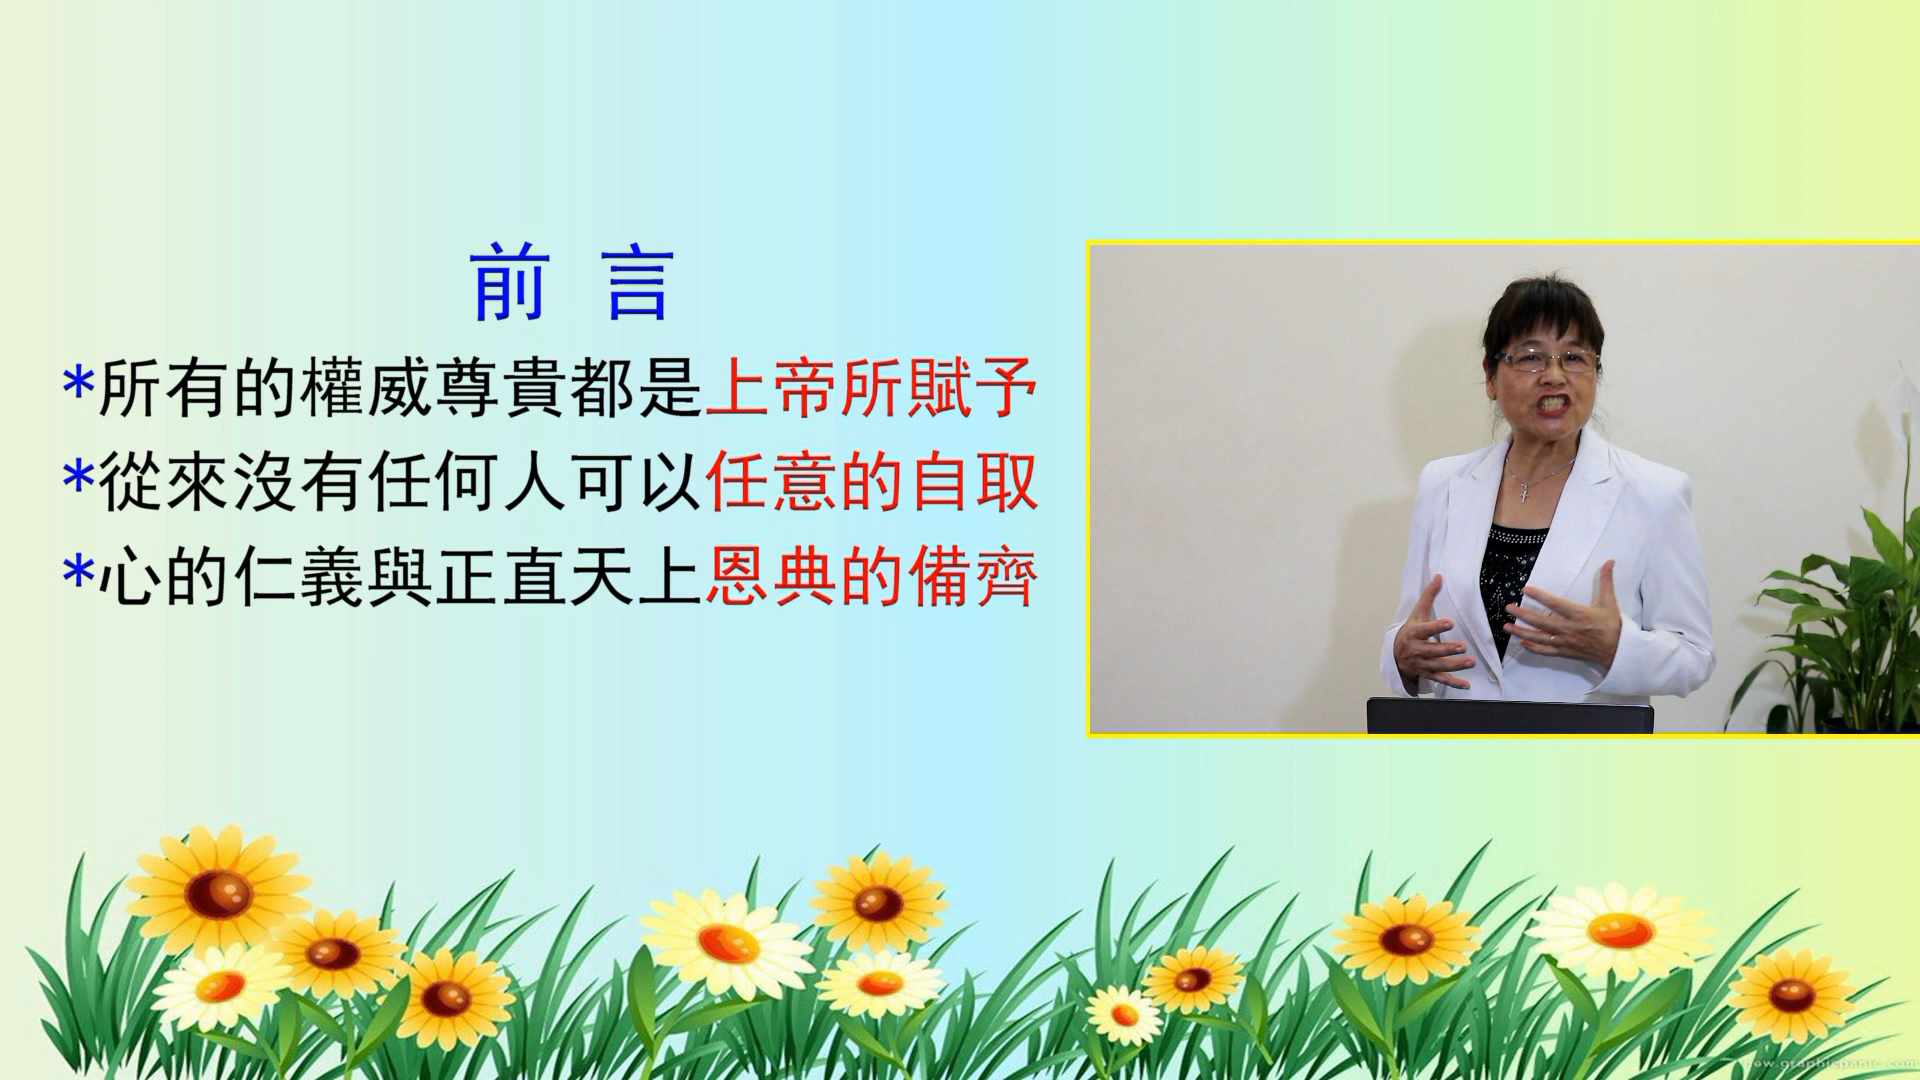 前 言
*所有的權威尊貴都是上帝所賦予
*從來沒有任何人可以任意的自取
*心的仁義與正直天上恩典的備齊